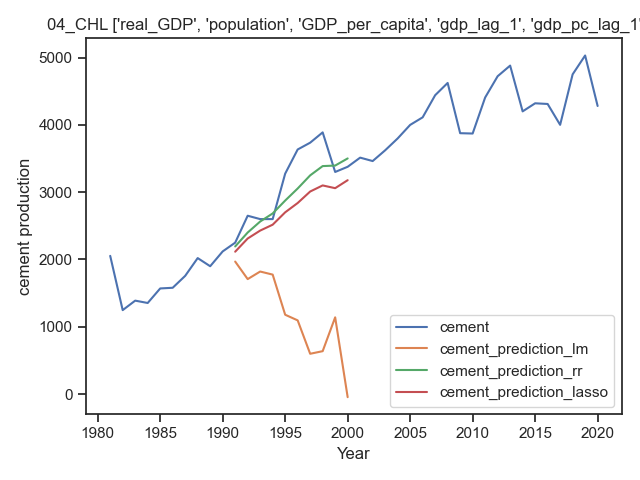 04_CHL ['real_GDP', 'population', 'GDP_per_capita', 'gdp_lag_1', 'gdp_pc_lag_1'
5000
4000
3000
2000
1000
0
cement production
cement
cement_prediction_lm
cement_prediction_rr
cement_prediction_lasso
1980 1985 1990 1995 2000 2005 2010 2015 2020
Year